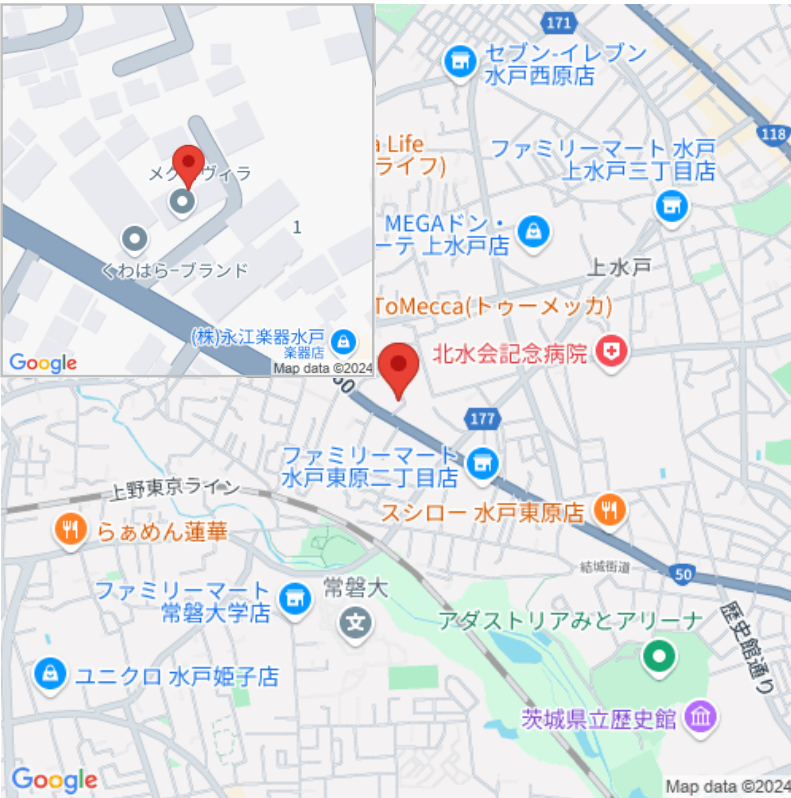 メク
ヴィラ
1
くわはら-ブランド
(株)永江楽器水戸
楽器店
Google
Map data ©2024
171
セブン-イレブン
水戸西原店
118
a Life
ライフ)
ファミリーマート 水戸
上水戸三丁目店
MEGAドン・
ーテ 上水戸店
上水戸
ToMecca(トゥーメッカ)
北水会記念病院
50
177
ファミリーマート
水戸東原二丁目店
上野東京ライン
スシロー 水戸東原店
らぁめん蓮華
結城街道
50
ファミリーマート
常磐大学店
常磐大
文
アダストリアみとアリーナ
歴史館通り
ユニクロ 水戸姫子店
茨城県立歴史館
Google
Map data ©2024